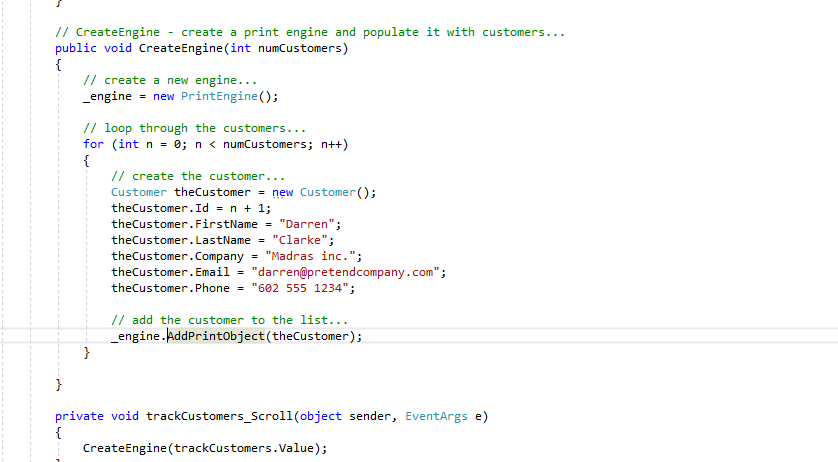 }
// CreateEngine - create a print engine and populate it with customers...
public void CreateEngine(int numCustomers)
{
// create a new engine...
_engine = new PrintEngine();
// loop through the customers...
for (int n = 0; n < numCustomers; n++)
{
// create the customer...
Customer theCustomer = new Customer();
theCustomer.Id = n + 1;
theCustomer.FirstName = "Darren";
theCustomer.LastName = "Clarke";
theCustomer.Company = "Madras inc.";
theCustomer.Email = "darren@pretendcompany.com";
theCustomer.Phone = "602 555 1234";
// add the customer to the list...
_engine.AddPrintObject(theCustomer);
}
}
private void trackCustomers_Scroll(object sender, EventArgs e)
{
CreateEngine(trackCustomers.Value);
}